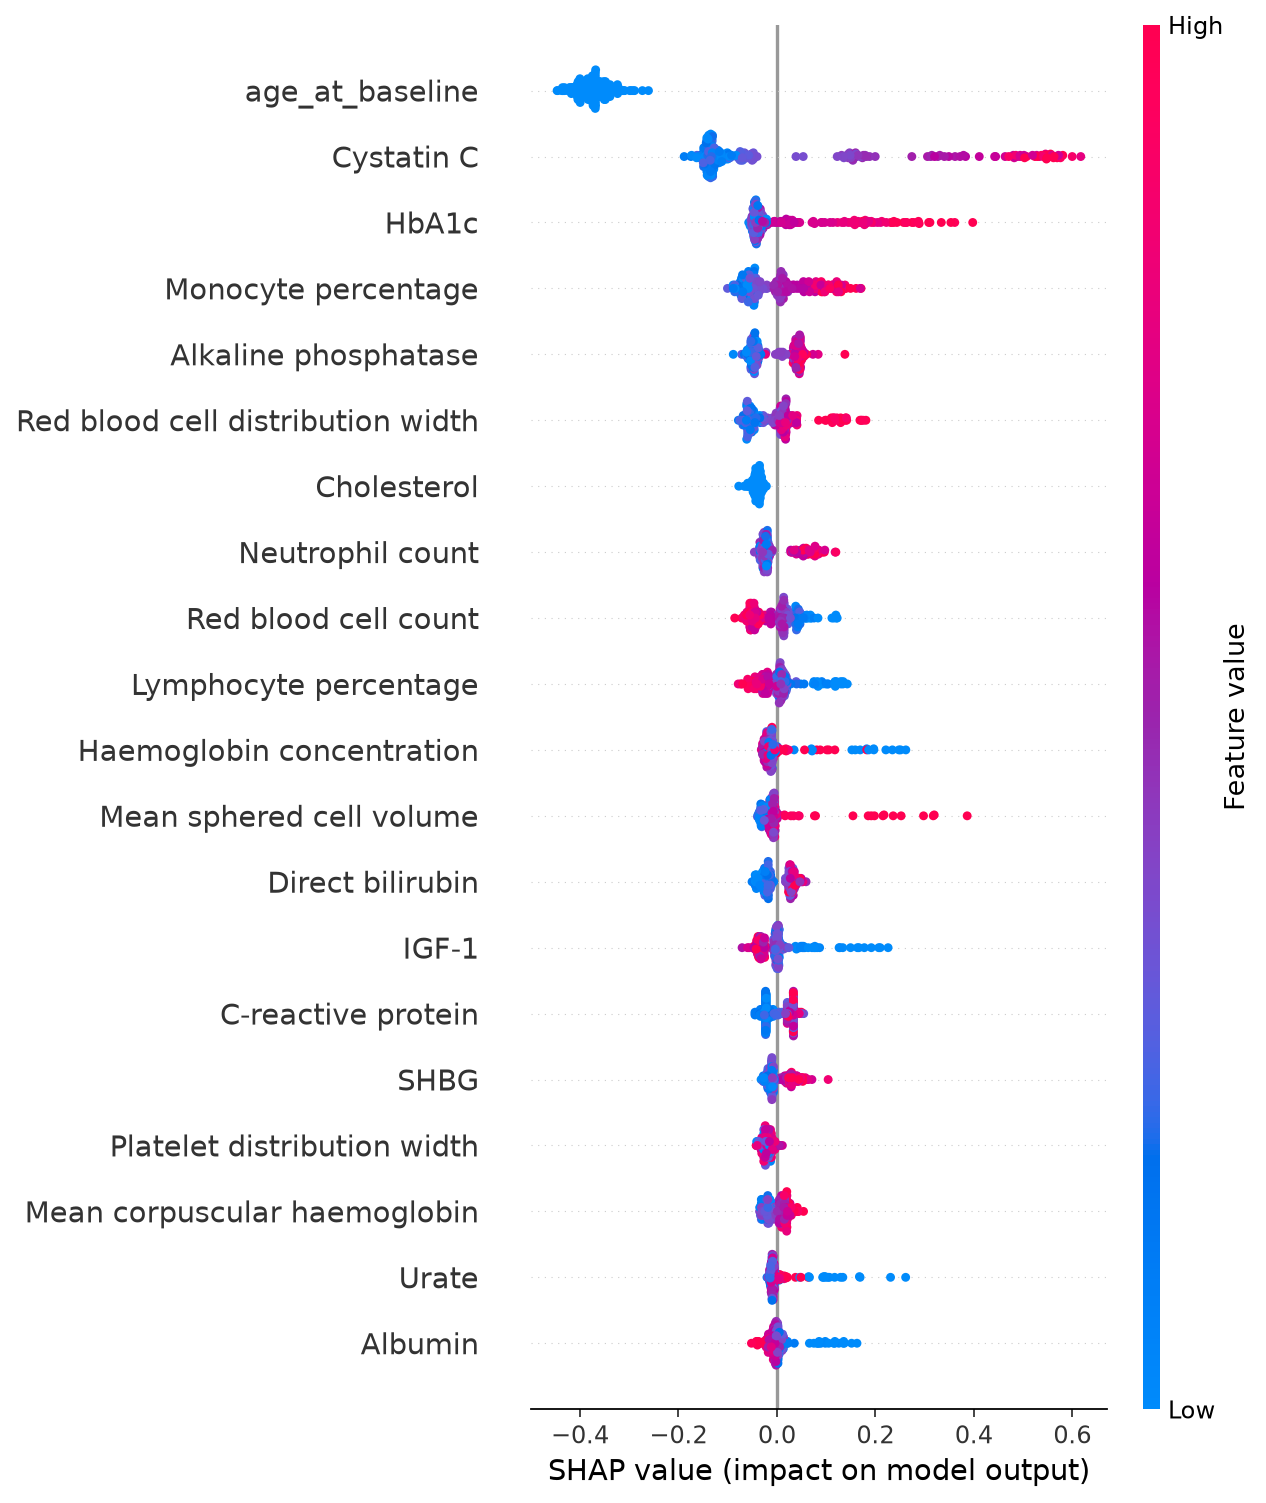 High
age_at_baseline
Cystatin C
HbA1c
Monocyte percentage
Alkaline phosphatase
Red blood cell distribution width
Cholesterol
Neutrophil count
Red blood cell count
Lymphocyte percentage
Haemoglobin concentration
Mean sphered cell volume
Direct bilirubin
IGF-1
C-reactive protein
SHBG
Platelet distribution width
Mean corpuscular haemoglobin
Urate
Albumin
Feature value
Low
−0.4 −0.2 0.0 0.2 0.4 0.6
SHAP value (impact on model output)